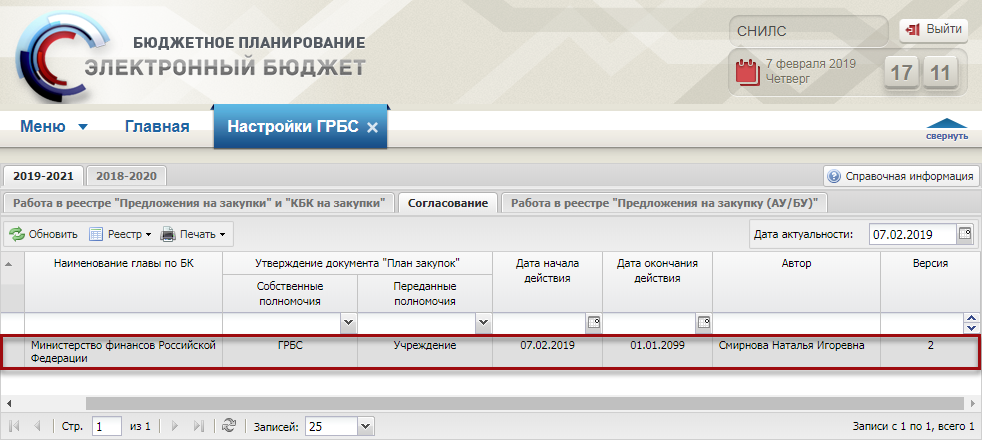 БЮДЖЕТНОЕ ПЛАНИРОВАНИЕ
ЭЛЕКТРОННЫЙ БЮДЖЕТ
СНИЛС
Выйти
7 февраля 2019
Четверг
17 11
Меню Главная Настройки ГРБС
свернуть
2019-2021 2018-2020 Справочная информация
Работа в реестре "Предложения на закупки" и "КБК на закупки" Согласование Работа в реестре "Предложения на закупку (АУ/БУ)"
Обновить Реестр Печать Дата актуальности: 07.02.2019
Наименование главы по БК Утверждение документа "План закупок" Дата начала действия Дата окончания действия Автор Версия
Собственные полномочия Переданные полномочия
Министерство финансов Российской Федерации ГРБС Учреждение 07.02.2019 01.01.2099 Смирнова Наталья Игоревна 2
Стр. 1 из 1 Записей: 25 Записи с 1 по 1, всего 1